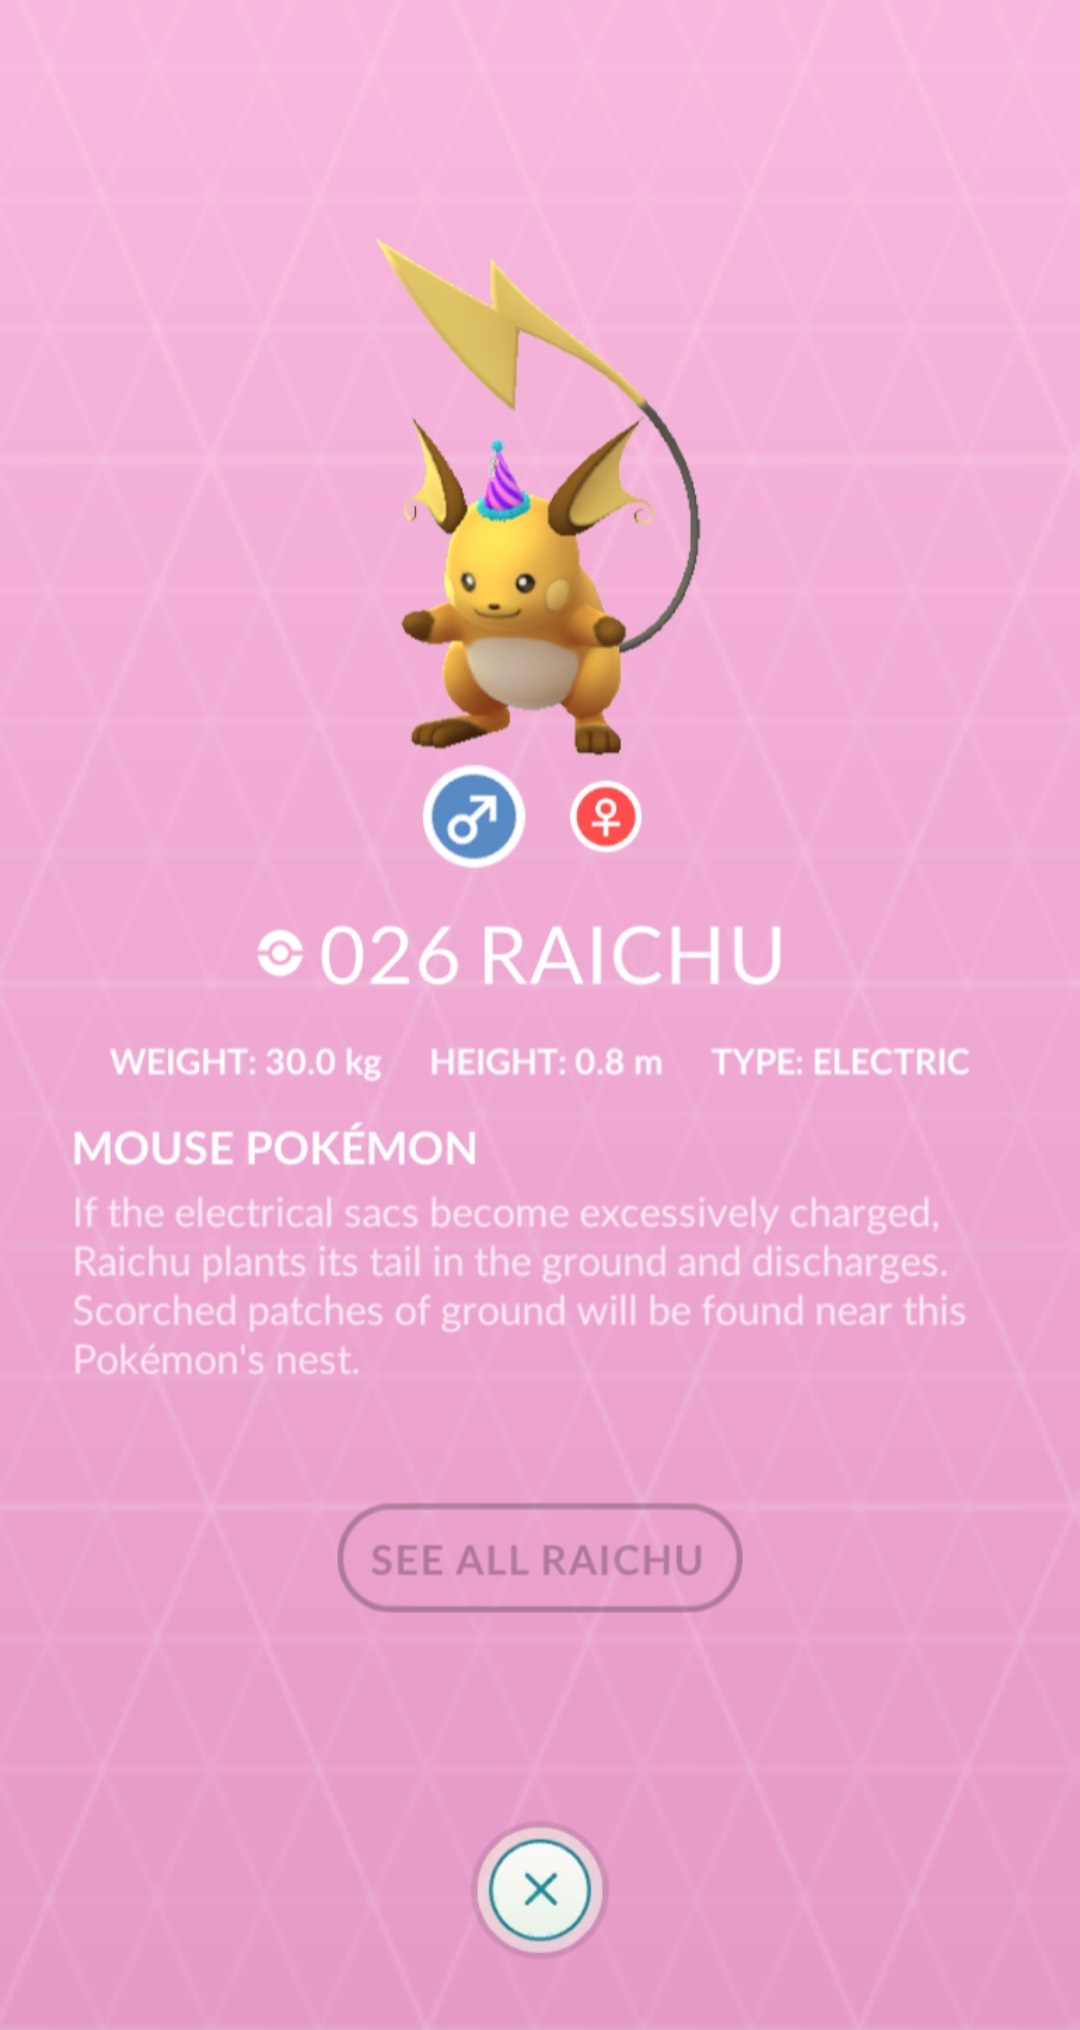 026 RAICHU
WEIGHT: 30.0 kg HEIGHT: 0.8 m TYPE: ELECTRIC
MOUSE POKÉMON
If the electrical sacs become excessively charged,
Raichu plants its tail in the ground and discharges.
Scorched patches of ground will be found near this
Pokémon's nest.
SEE ALL RAICHU